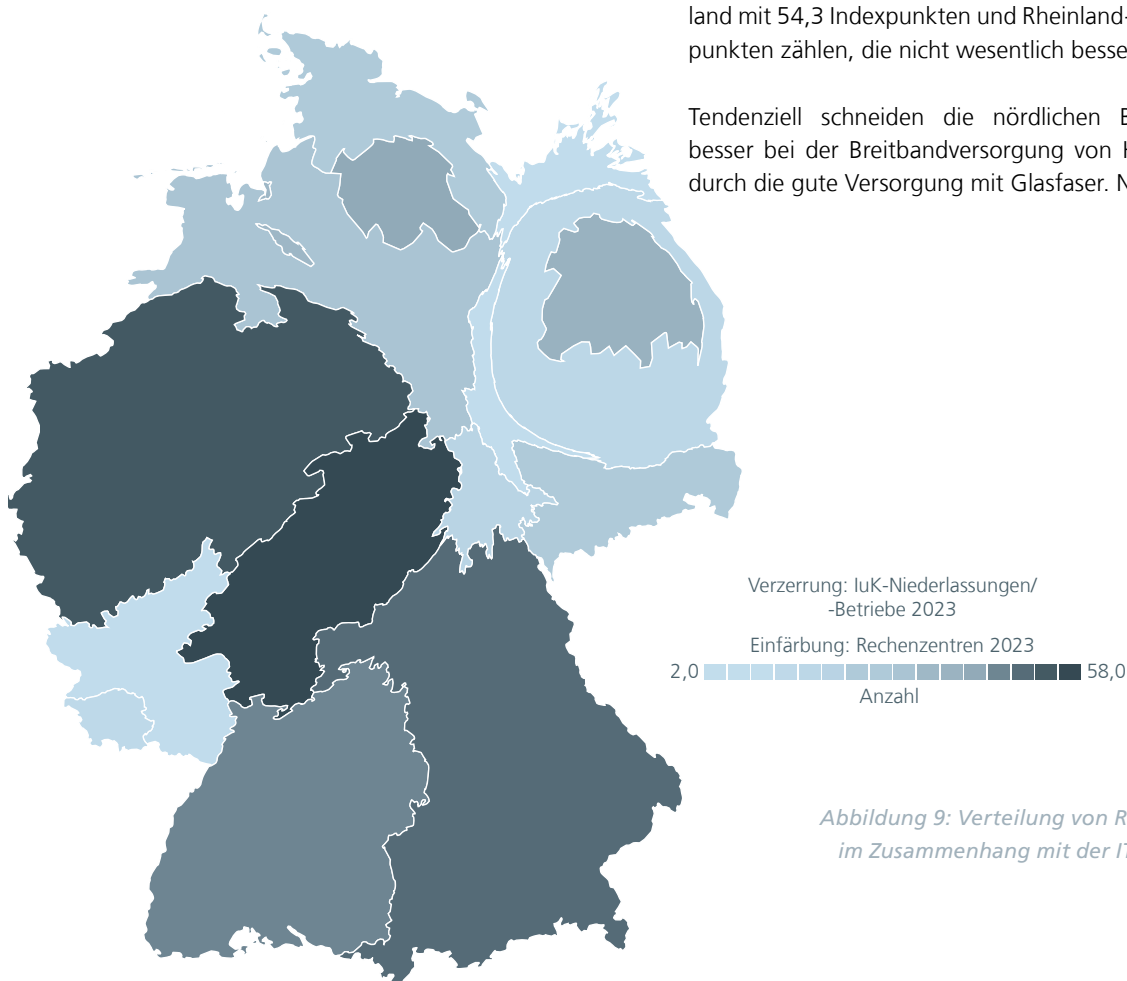 land mit 54,3 Indexpunkten und Rheinland-
punkten zählen, die nicht wesentlich besse
Tendenziell schneiden die nördlichen
besser bei der Breitbandversorgung von
durch die gute Versorgung mit Glasfaser. N
Verzerrung: IuK-Niederlassungen/
-Betriebe 2023
Einfärbung: Rechenzentren 2023
2,0 58,0
Anzahl
Abbildung 9: Verteilung von R
im Zusammenhang mit der IT